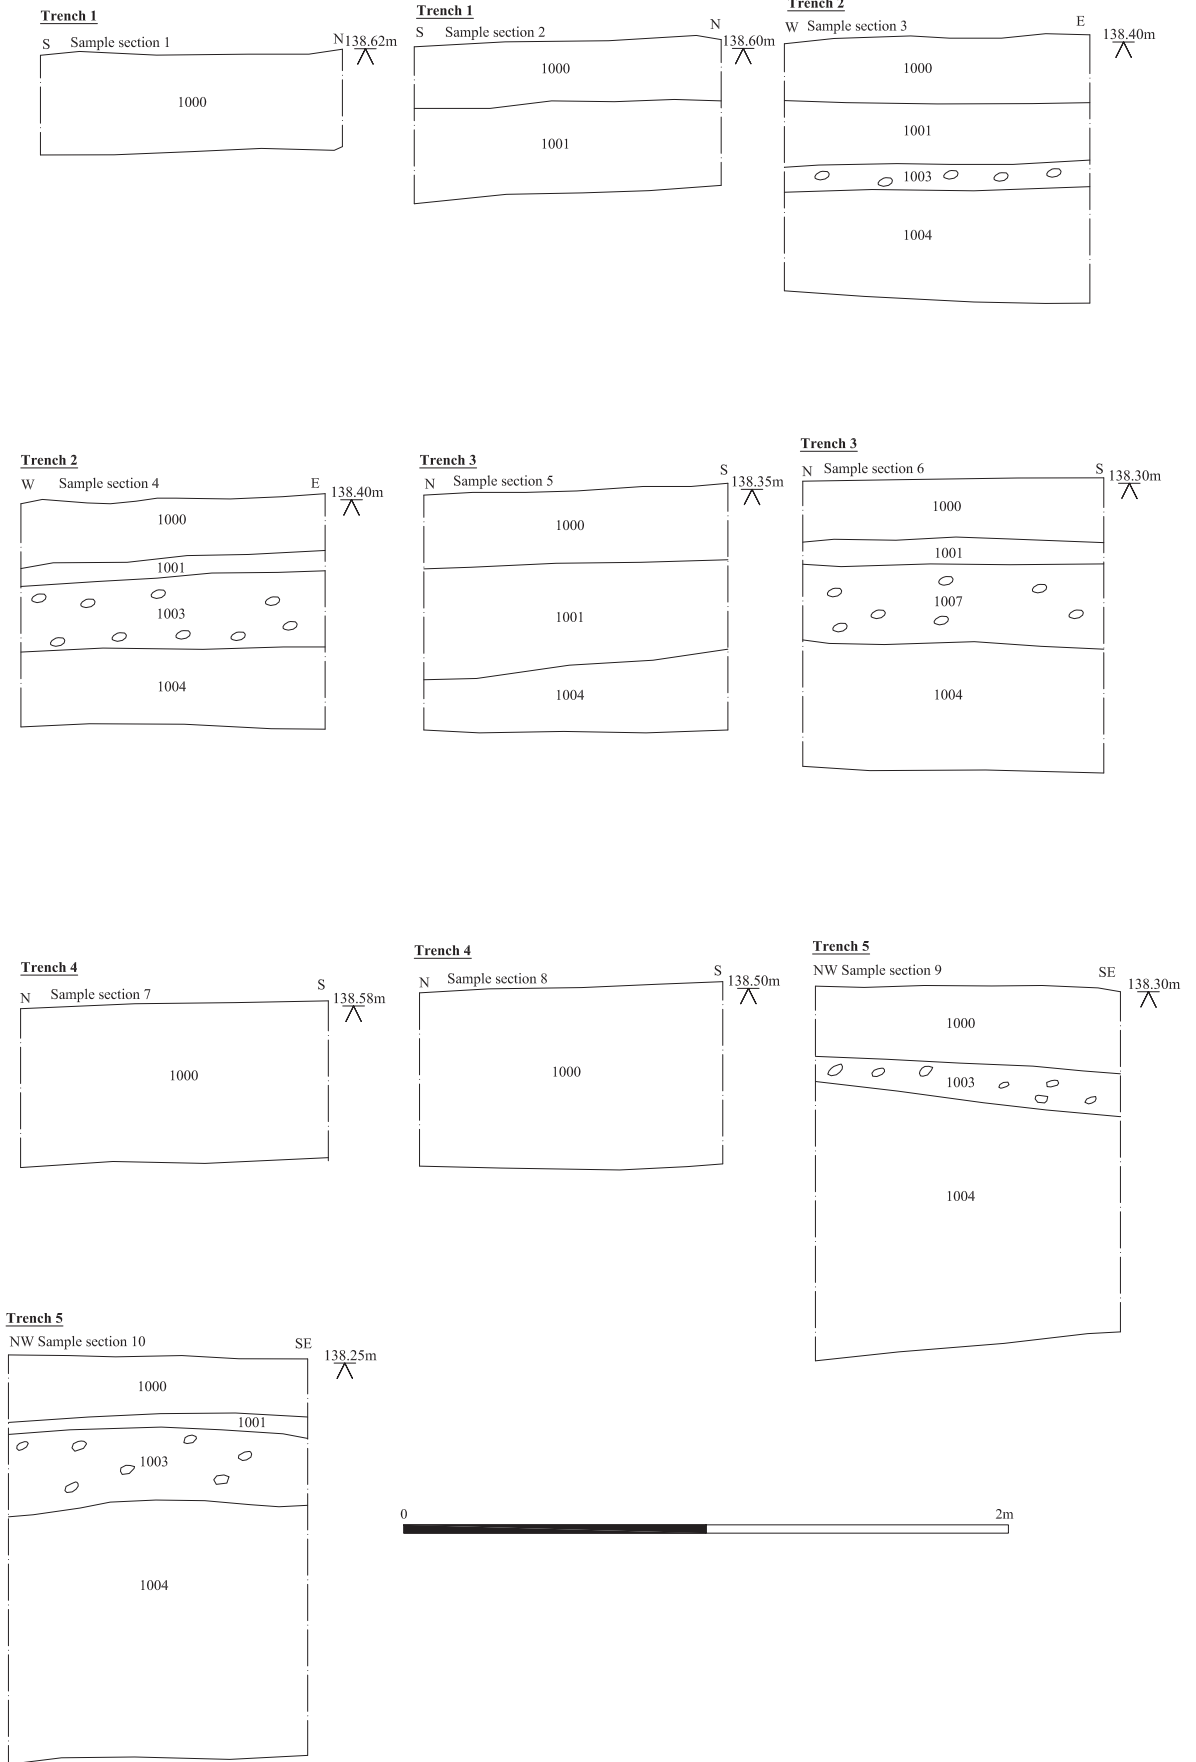 Trench 1
S Sample section 1 N 138.62m
1000
Trench 1
S Sample section 2 N 138.60m
1000
1001
Trench 2
W Sample section 3 E 138.40m
1000
1001
1003
1004
Trench 2
W Sample section 4 E 138.40m
1000
1001
1003
1004
Trench 3
N Sample section 5 S 138.35m
1000
1001
1004
Trench 3
N Sample section 6 S 138.30m
1000
1001
1007
1004
Trench 4
N Sample section 7 S 138.58m
1000
Trench 4
N Sample section 8 S 138.50m
1000
Trench 5
NW Sample section 9 SE 138.30m
1000
1003
1004
Trench 5
NW Sample section 10 SE 138.25m
1000
1001
1003
1004
0 2m